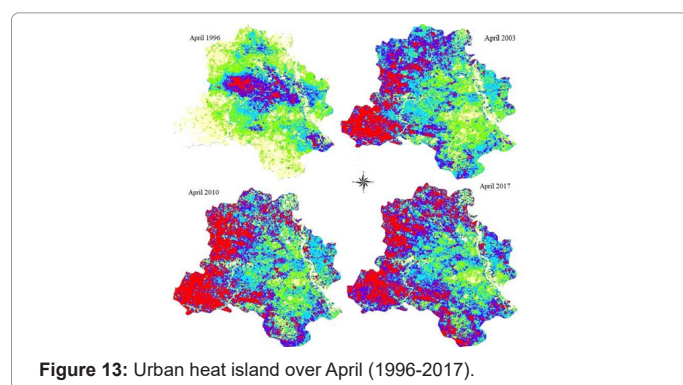 April 1996
April 2003
April 2010
April 2017
Figure 13: Urban heat island over April (1996-2017).